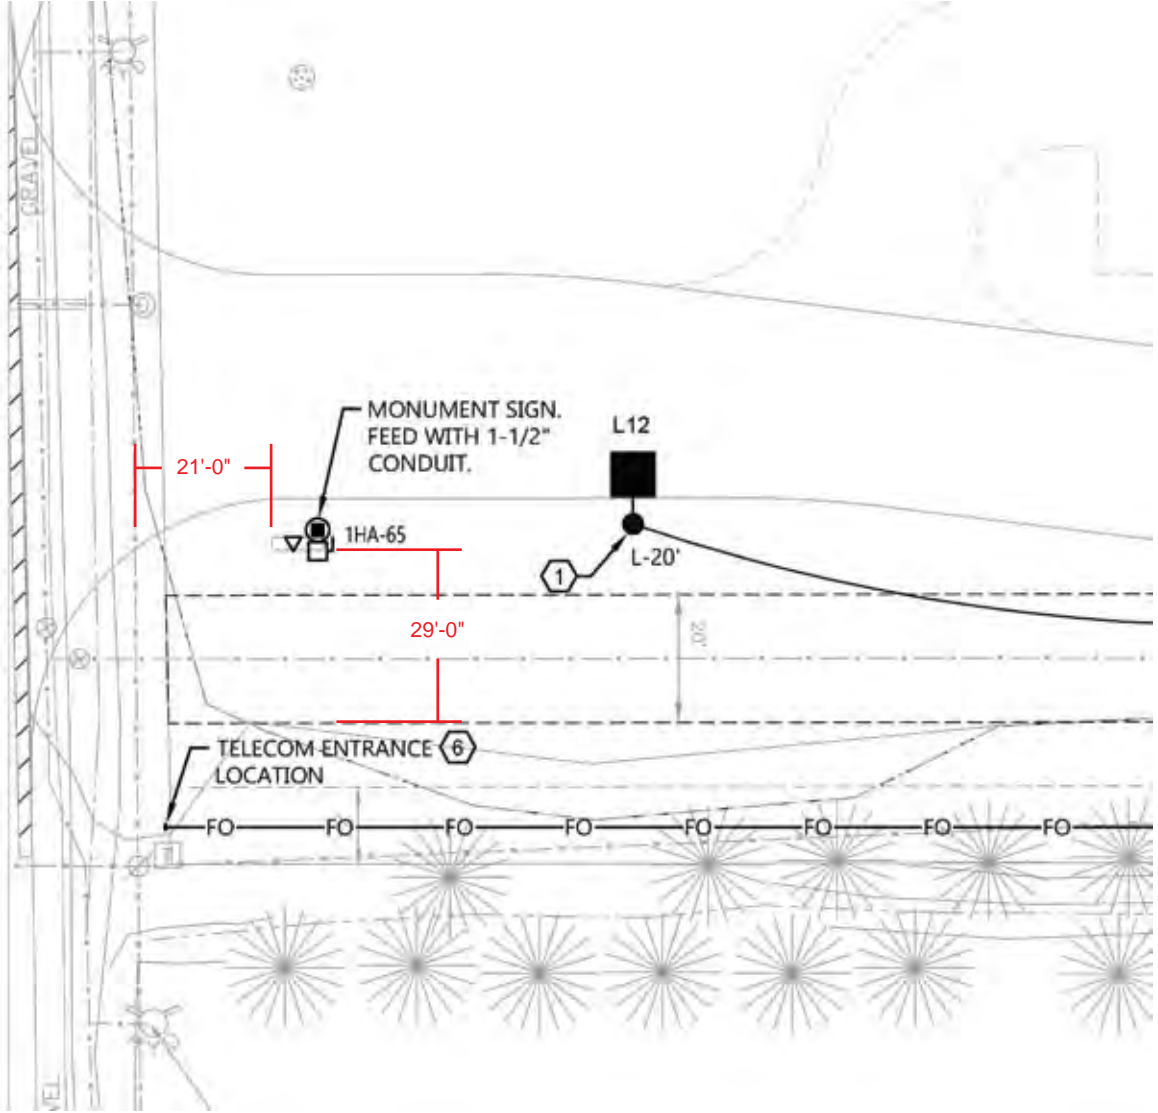 GRAVEL
MONUMENT SIGN.
FEED WITH 1-1/2"
CONDUIT.
L12
21'-0"
1HA-65
L-20'
1
29'-0"
20'
TELECOM ENTRANCE 6
LOCATION
FO FO FO FO FO FO FO FO
VEL